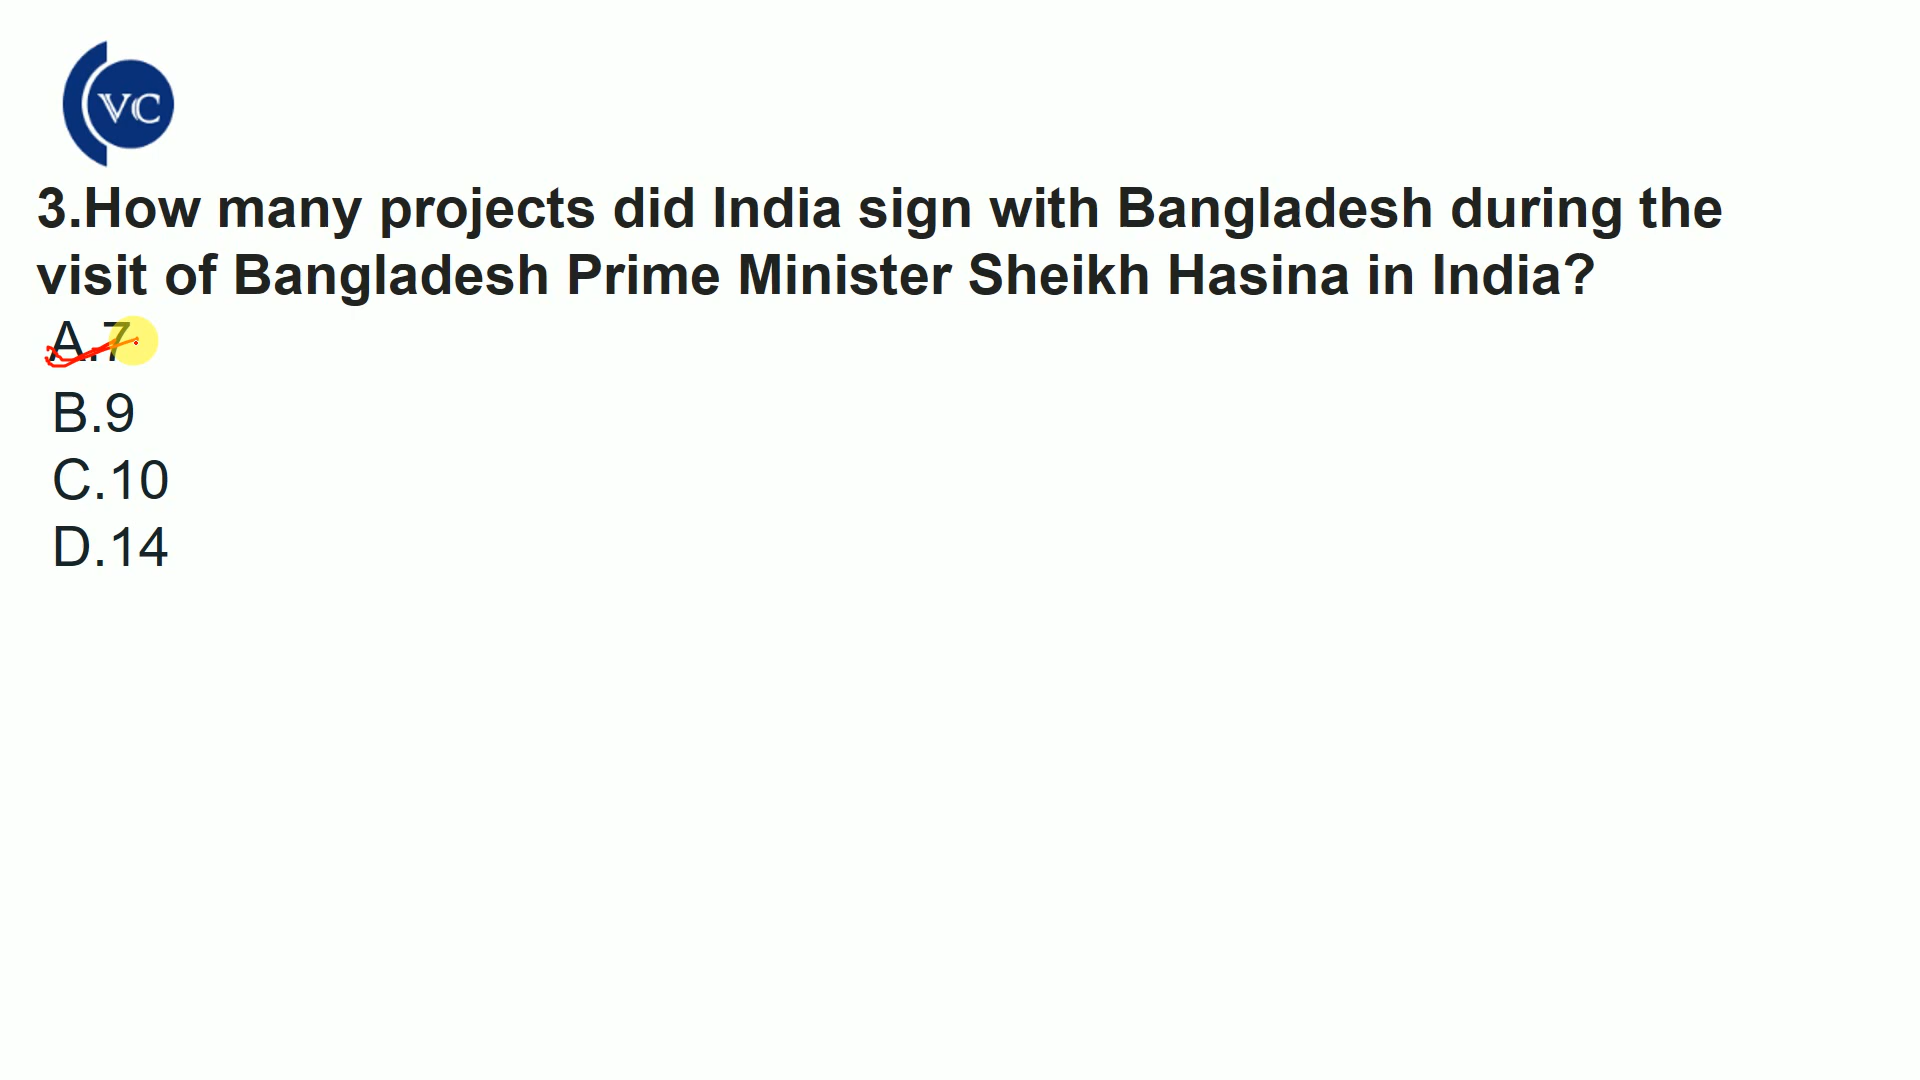 VC
3.How many projects did India sign with Bangladesh during the
visit of Bangladesh Prime Minister Sheikh Hasina in India?
A.7
B.9
C.10
D.14